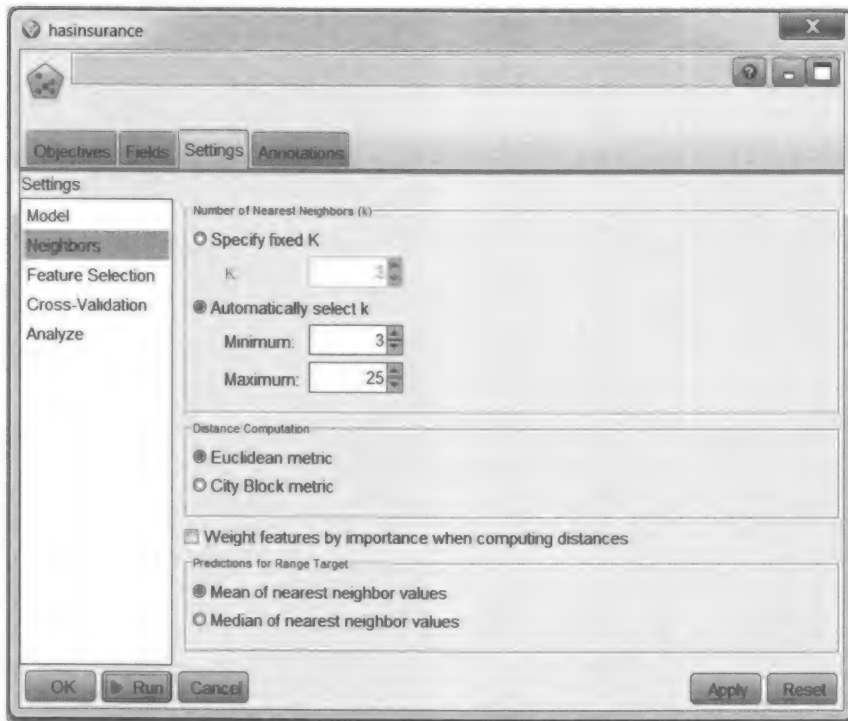 hasinsurance
X
?
Objectives Fields Settings Annotations
Settings
Model
Neighbors
Feature Selection
Cross-Validation
Analyze
Number of Nearest Neighbors (k)
Specify fixed K
K 3
Automatically select k
Minimum: 3
Maximum: 25
Distance Computation
Euclidean metric
City Block metric
Weight features by importance when computing distances
Predictions for Range Target
Mean of nearest neighbor values
Median of nearest neighbor values
OK Run Cancel Apply Reset